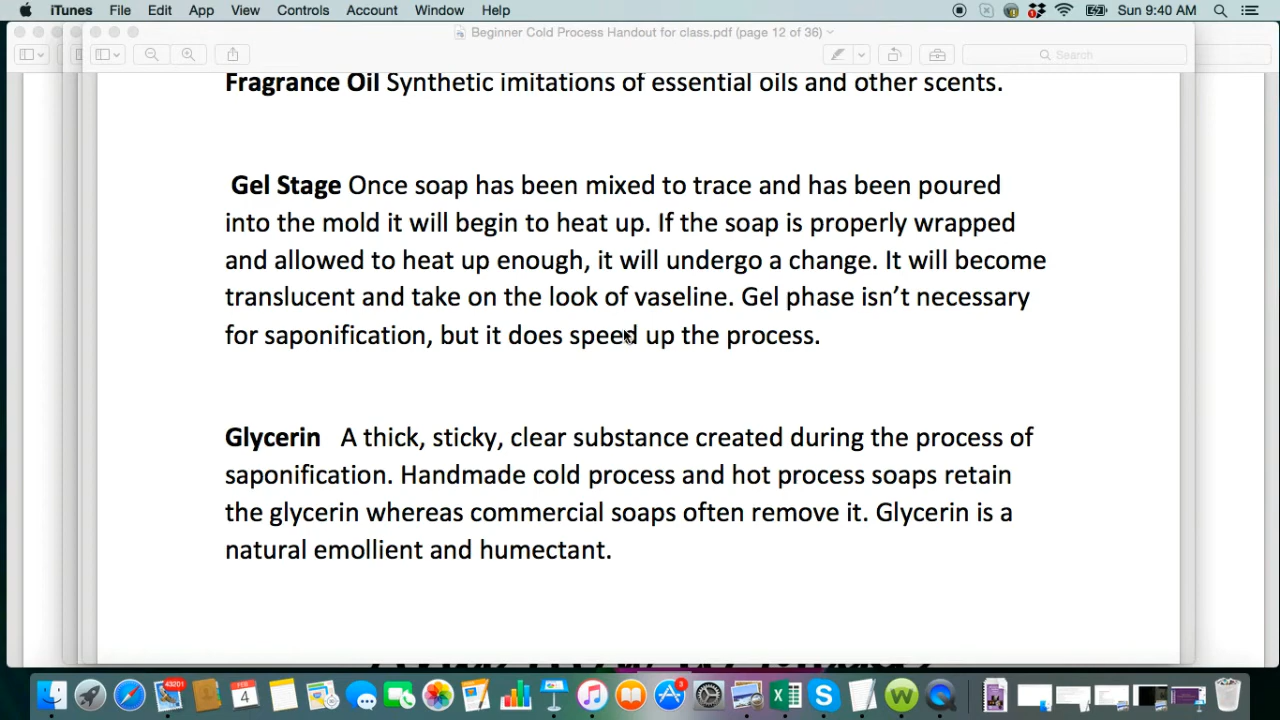 iTunes File Edit View Controls Account Window Help Sun 9:40 AM
Beginner Cold Process Handout for class.pdf (page 12 of 36)
Search
Fragrance Oil Synthetic imitations of essential oils and other scents.
Gel Stage Once soap has been mixed to trace and has been poured
into the mold it will begin to heat up. If the soap is properly wrapped
and allowed to heat up enough, it will undergo a change. It will become
translucent and take on the look of vaseline. Gel phase isn’t necessary
for saponification, but it does speed up the process.
Glycerin A thick, sticky, clear substance created during the process of
saponification. Handmade cold process and hot process soaps retain
the glycerin whereas commercial soaps often remove it. Glycerin is a
natural emollient and humectant.
43201
4
3